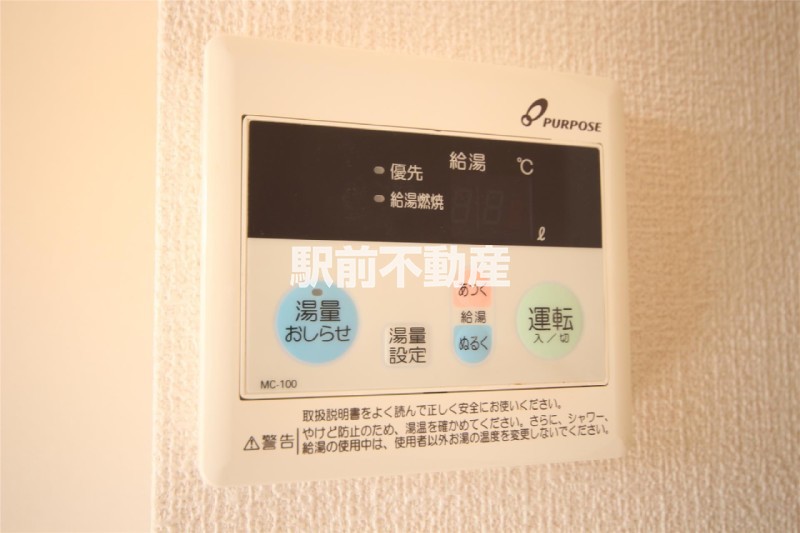 PURPOSE
給湯
℃
優先
給湯燃焼
ℓ
駅前不動産
湯量
おしらせ
湯量
設定
あつく
給湯
ぬるく
運転
入／切
MC-100
取扱説明書をよく読んで正しく安全にお使いください。
⚠警告
やけど防止のため、湯温を確かめてください。さらに、シャワー、
給湯の使用中は、使用者以外お湯の温度を変更しないでください。